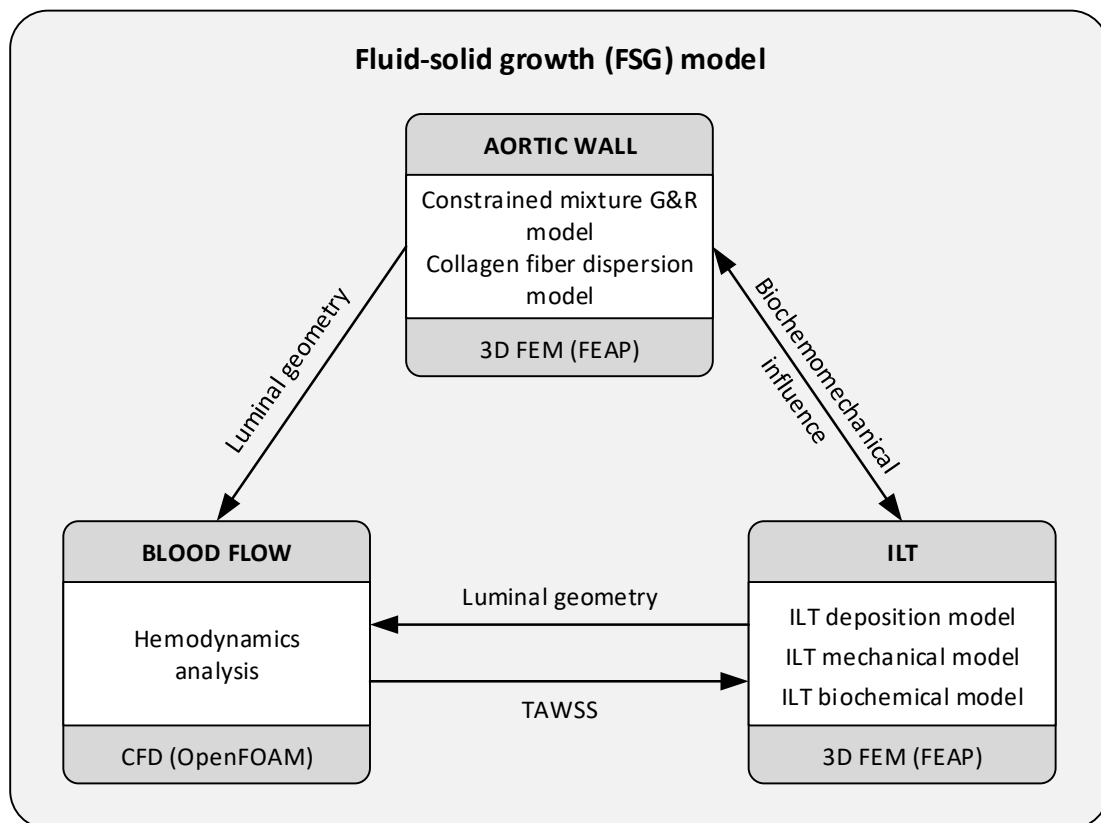 Fluid-solid growth (FSG) model
AORTIC WALL
Constrained mixture G&R
model
Collagen fiber dispersion
model
3D FEM (FEAP)
Luminal geometry
Biochemomechanical
influence
BLOOD FLOW
Hemodynamics
analysis
CFD (OpenFOAM)
Luminal geometry
TAWSS
ILT
ILT deposition model
ILT mechanical model
ILT biochemical model
3D FEM (FEAP)